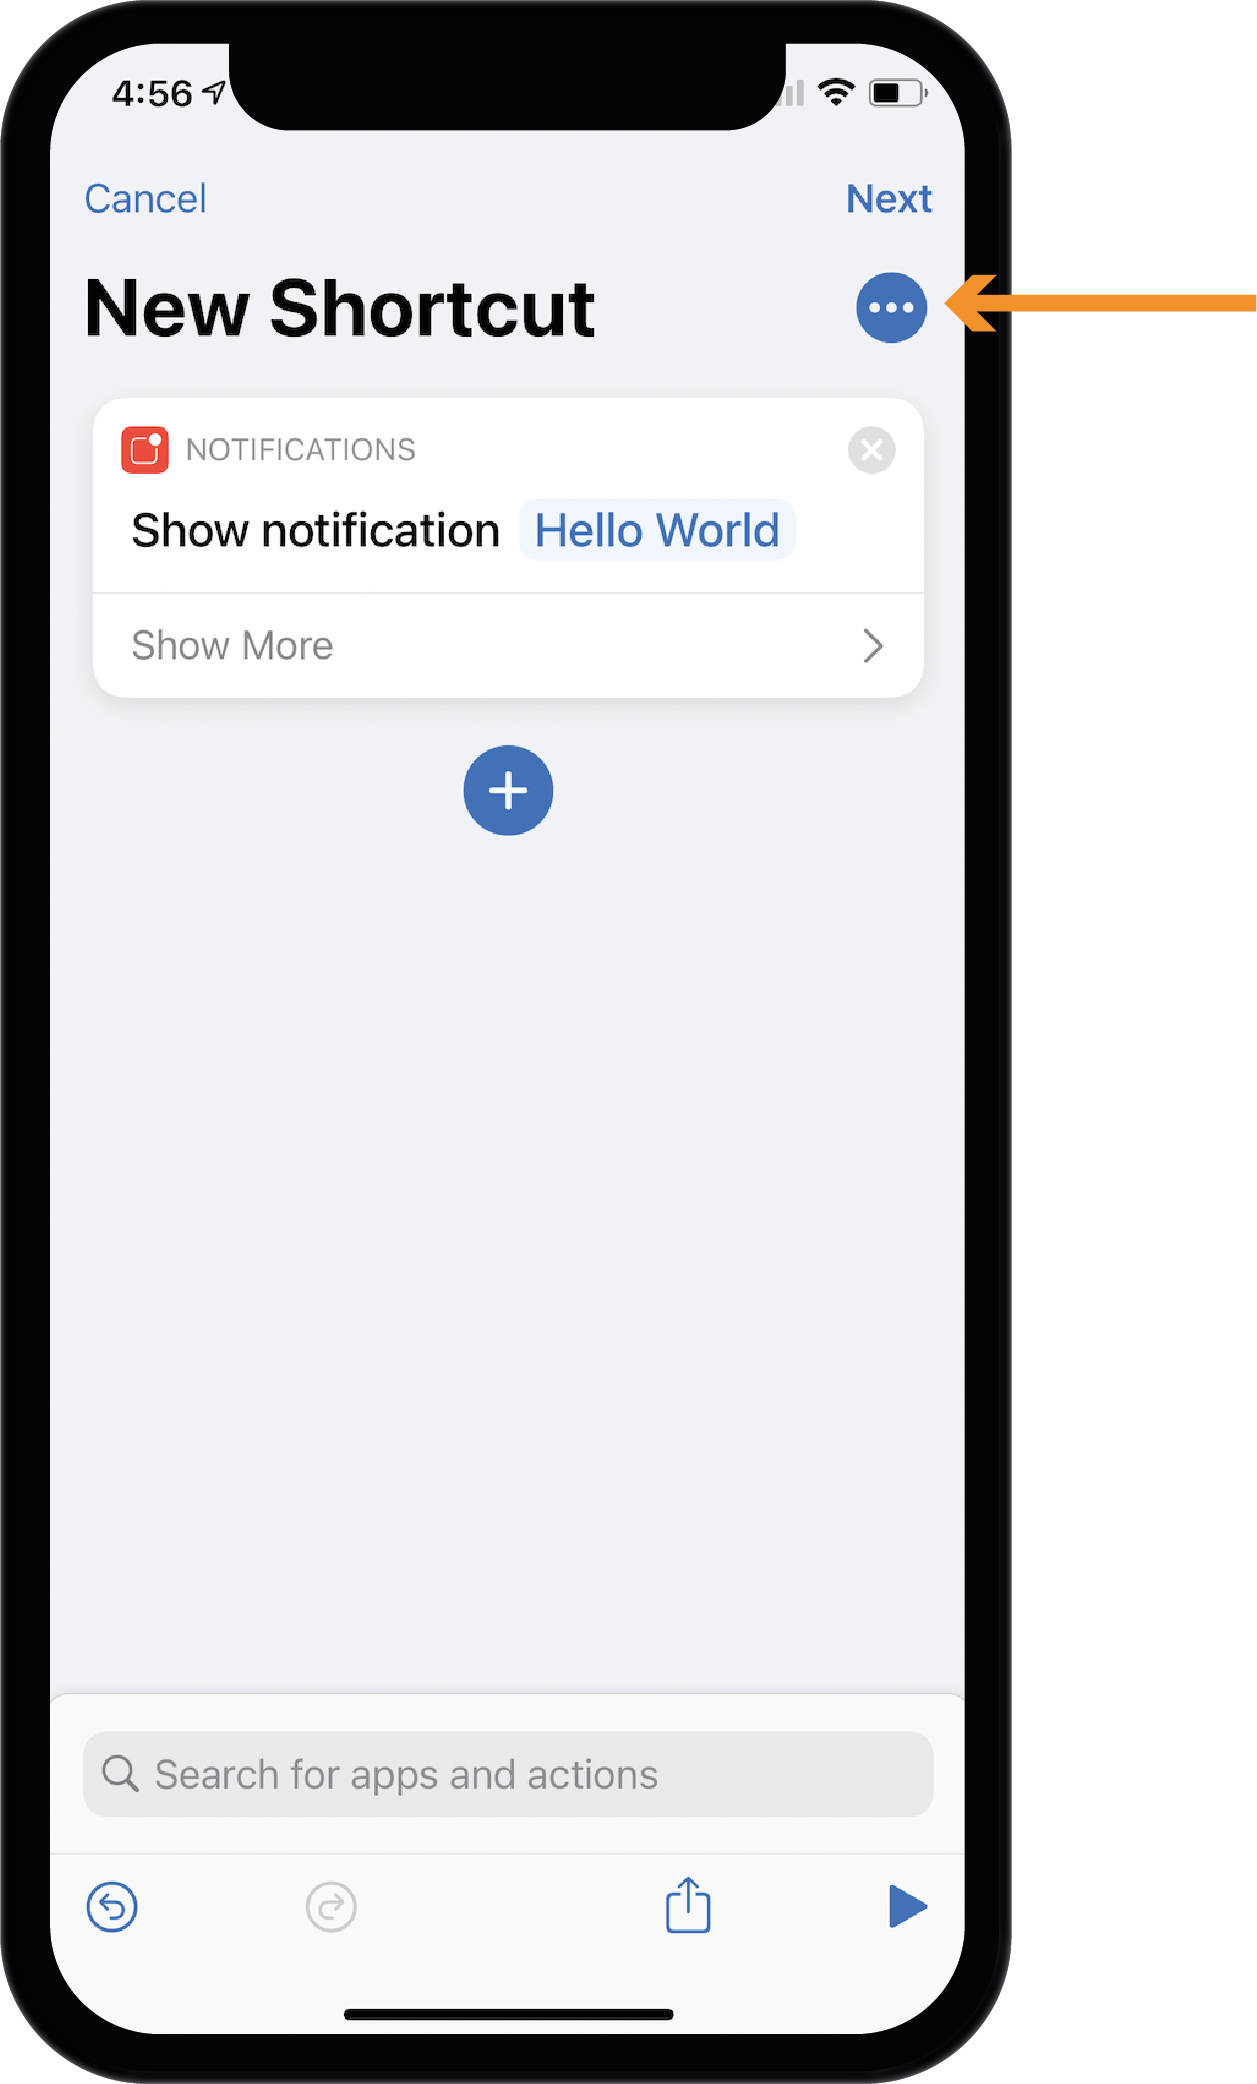 4:56
Cancel
Next
New Shortcut
NOTIFICATIONS
Show notification Hello World
Show More
Search for apps and actions